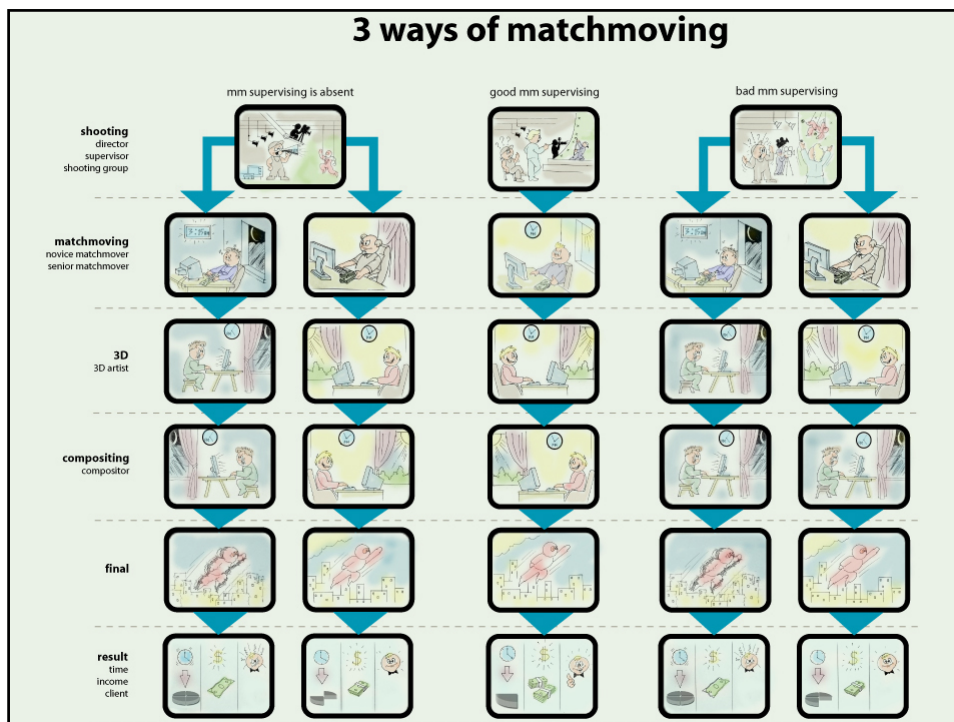 3 ways of matchmoving
mm supervising is absent
good mm supervising
bad mm supervising
shooting
director
supervisor
shooting group
matchmoving
novice matchmover
senior matchmover
3D
3D artist
compositing
compositor
final
result
time
income
client